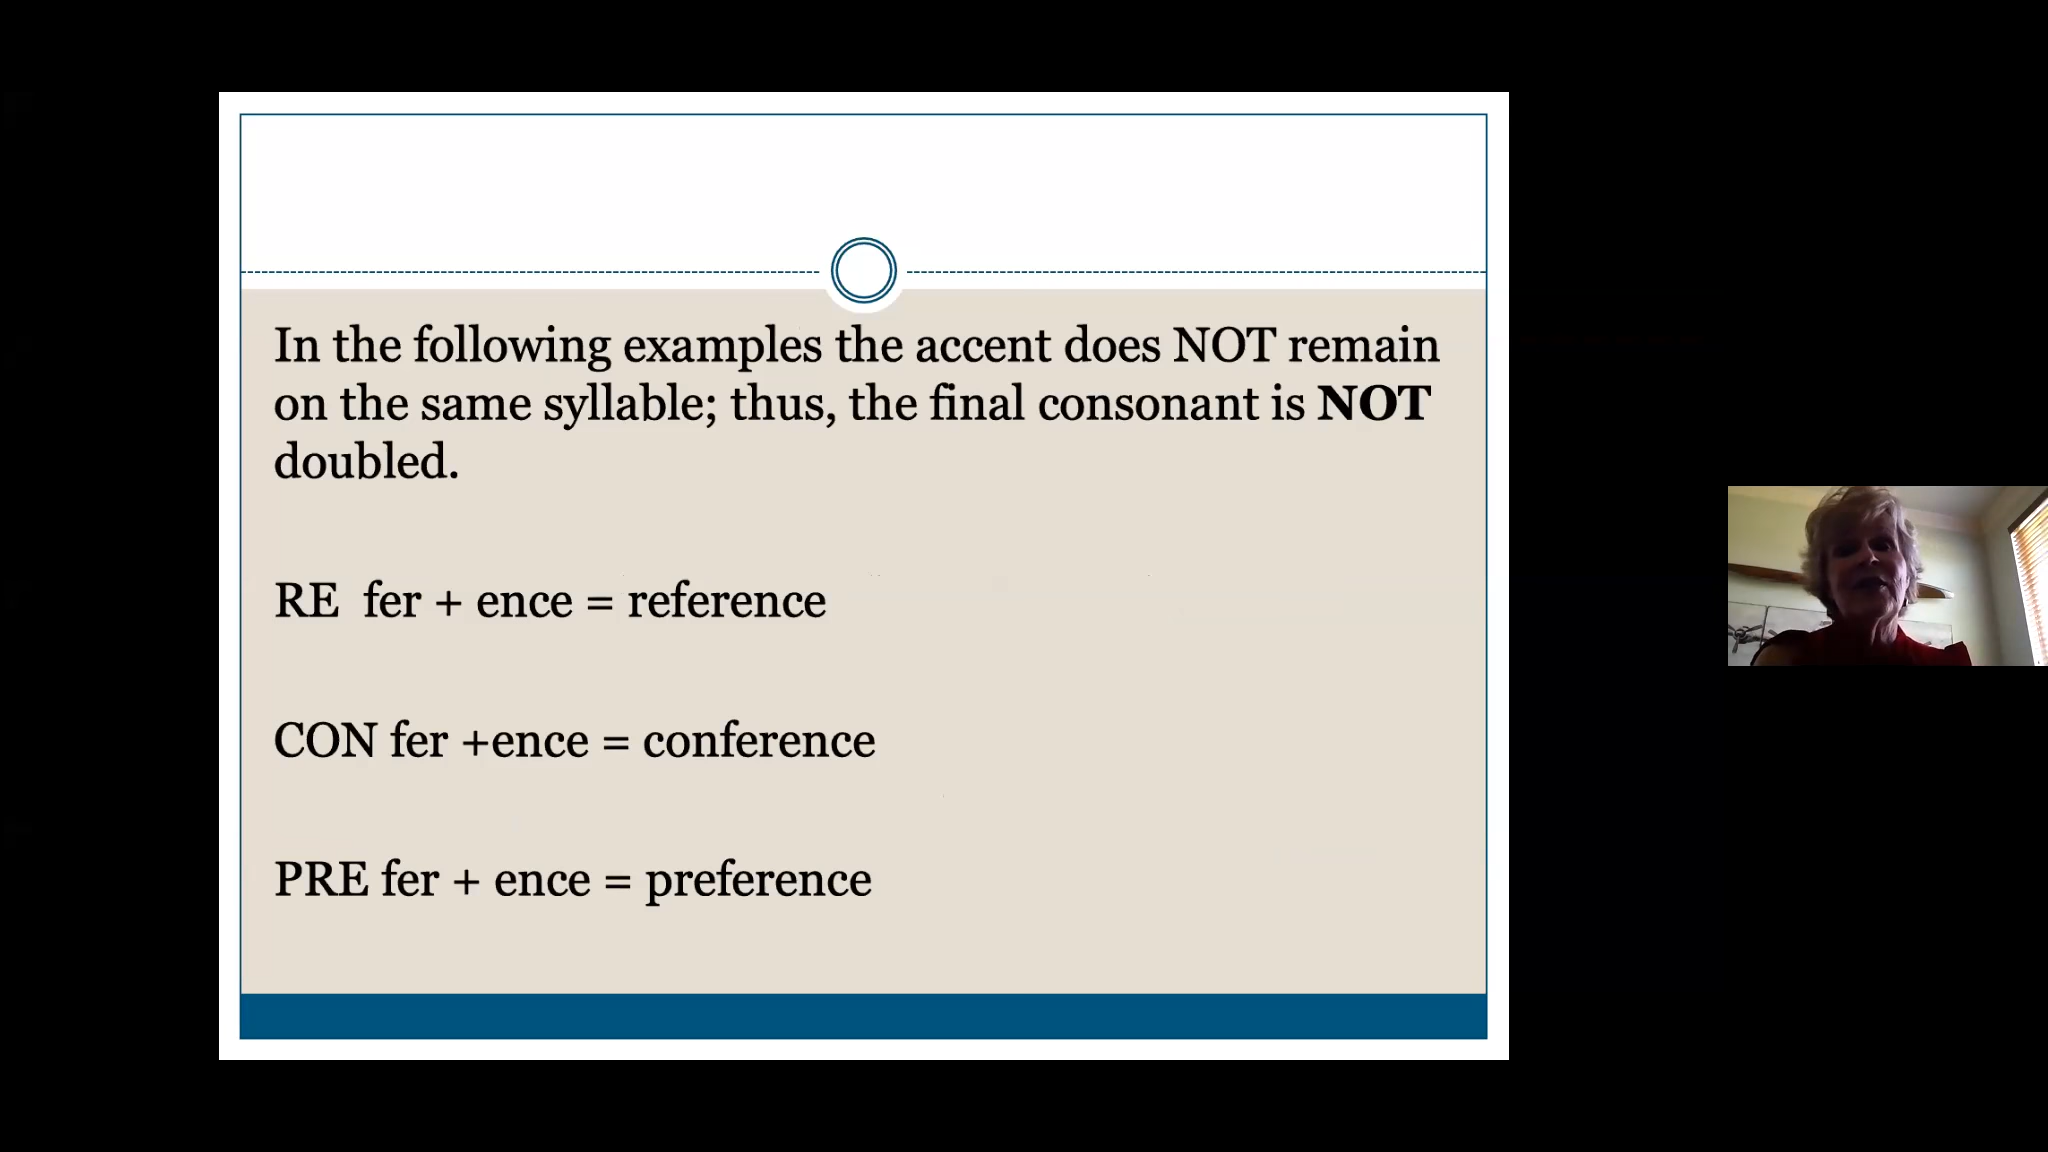 In the following examples the accent does NOT remain
on the same syllable; thus, the final consonant is NOT
doubled.
RE fer + ence = reference
CON fer +ence = conference
PRE fer + ence = preference